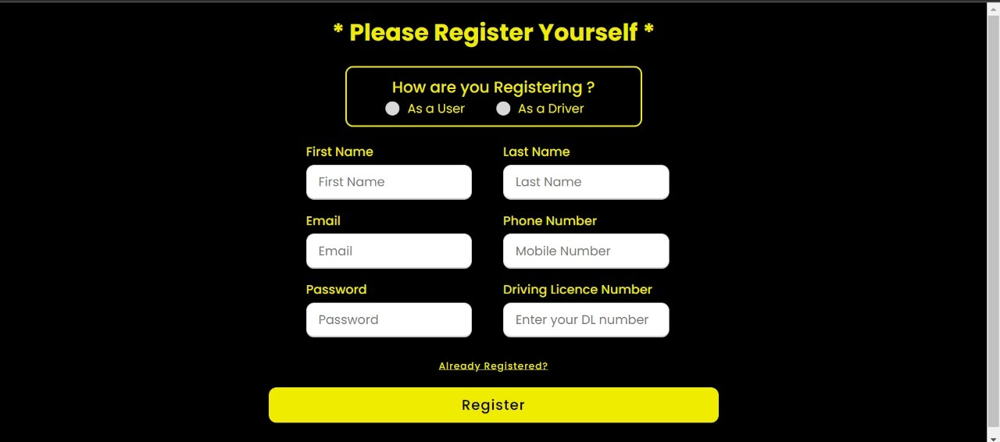 * Please Register Yourself *
How are you Registering ?
As a User As a Driver
First Name Last Name
First Name Last Name
Email Phone Number
Email Mobile Number
Password Driving Licence Number
Password Enter your DL number
Already Registered?
Register